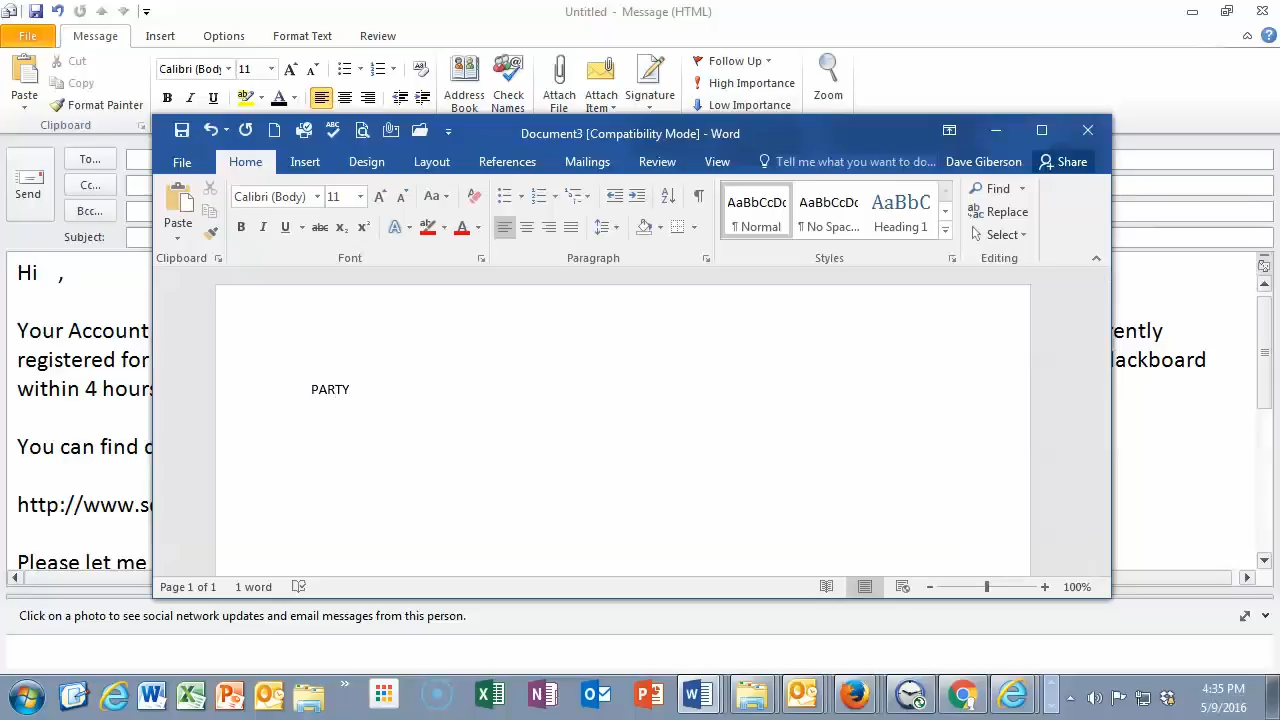 Untitled - Message (HTML)
File Message Insert Options Format Text Review
Paste
Cut
Copy
Format Painter
Clipboard
Calibri (Body 11
B I U A
Address Book
Check Names
Attach File
Attach Item
Signature
Follow Up
High Importance
Low Importance
Zoom
Send
To...
Cc...
Bcc...
Subject:
Document3 [Compatibility Mode] - Word
File Home Insert Design Layout References Mailings Review View Tell me what you want to do... Dave Giberson Share
Paste
Clipboard
Calibri (Body) 11 A A Aa
B I U abc X₂ X² A ab A
Font
Paragraph
AaBbCcDc AaBbCcDc AaBbC
¶ Normal ¶ No Spac... Heading 1
Styles
Find
Replace
Select
Editing
PARTY
Page 1 of 1 1 word 100%
Hi ,
Your Account
registered for
within 4 hours
You can find
http://www.s
Please let me
Click on a photo to see social network updates and email messages from this person.
4:35 PM
5/9/2016